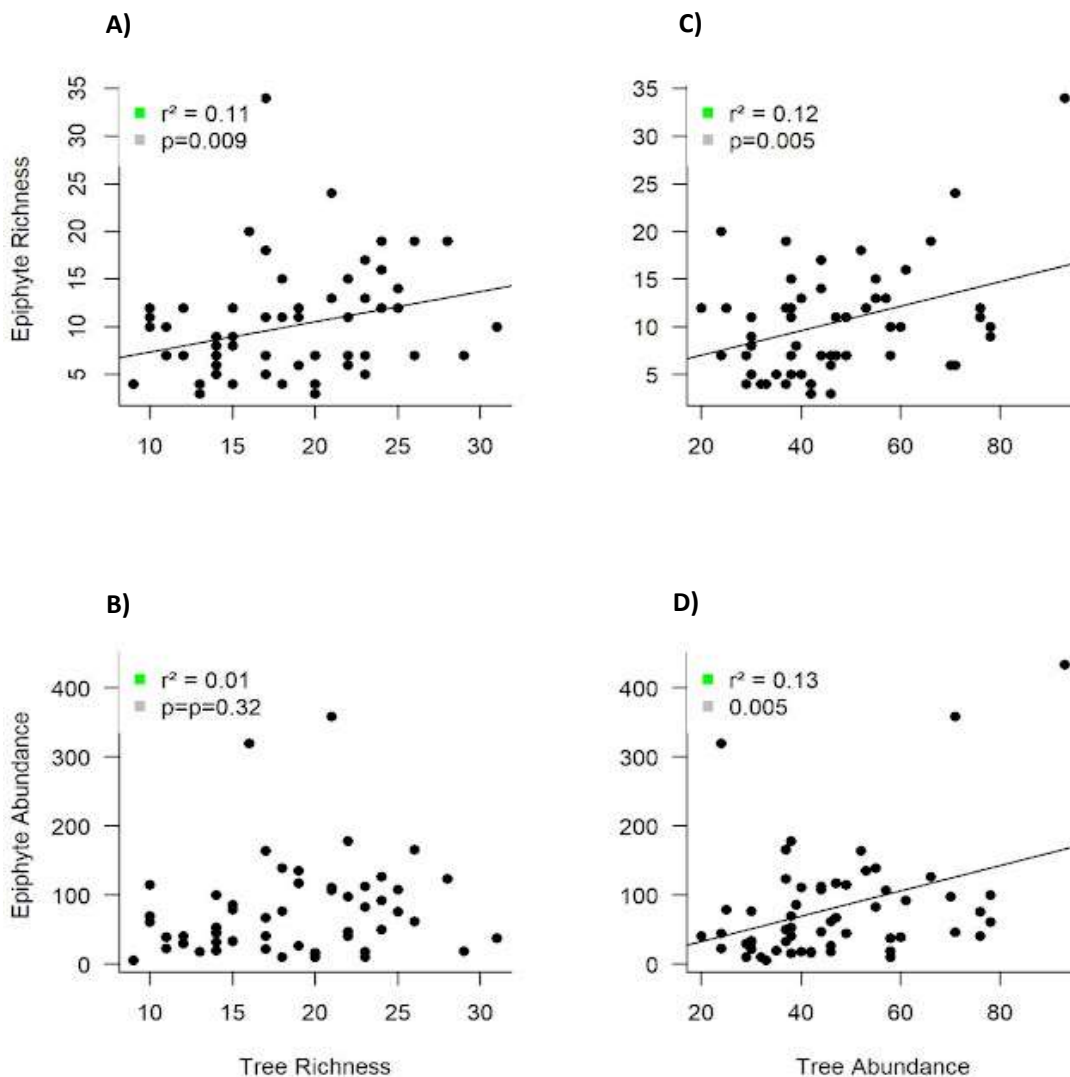 A)
r² = 0.11
p=0.009
Epiphyte Richness
35
30
25
20
15
10
5
10 15 20 25 30
C)
r² = 0.12
p=0.005
35
30
25
20
15
10
5
20 40 60 80
B)
r² = 0.01
p=p=0.32
Epiphyte Abundance
400
300
200
100
0
10 15 20 25 30
Tree Richness
D)
r² = 0.13
0.005
400
300
200
100
0
20 40 60 80
Tree Abundance